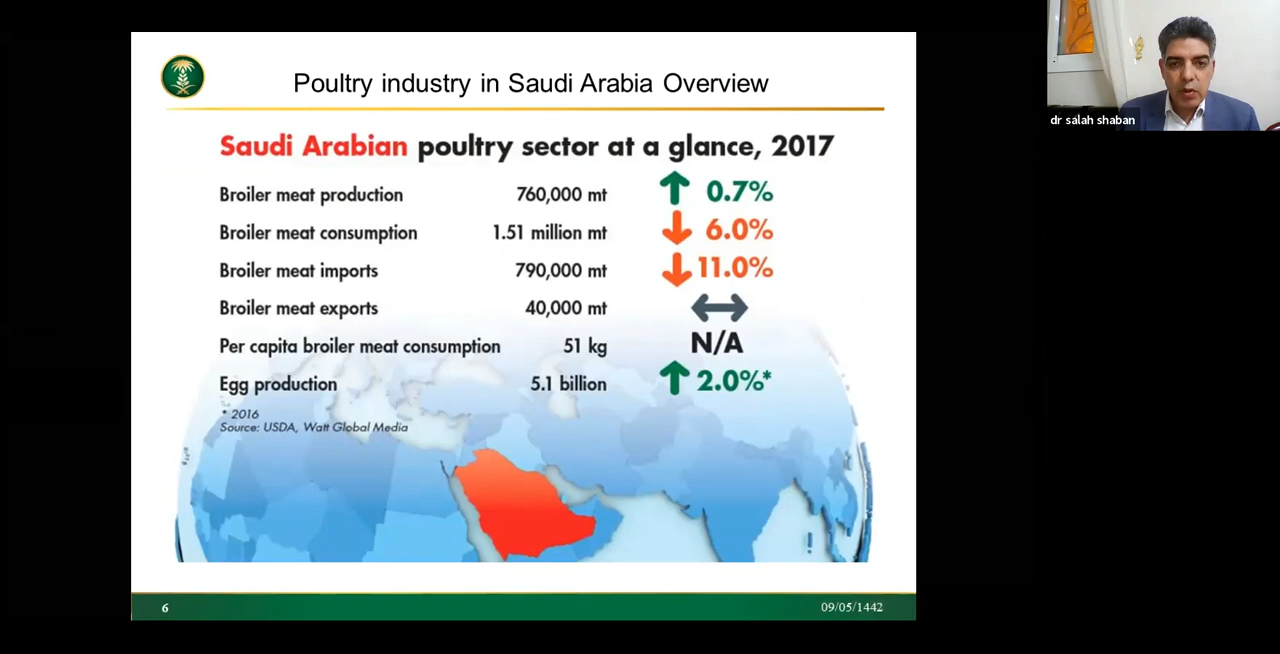 Poultry industry in Saudi Arabia Overview
dr salah shaban
Saudi Arabian poultry sector at a glance, 2017
Broiler meat production 760,000 mt 0.7%
Broiler meat consumption 1.51 million mt 6.0%
Broiler meat imports 790,000 mt 11.0%
Broiler meat exports 40,000 mt
Per capita broiler meat consumption 51 kg N/A
Egg production 5.1 billion 2.0%*
* 2016
Source: USDA, Watt Global Media
6 09/05/1442